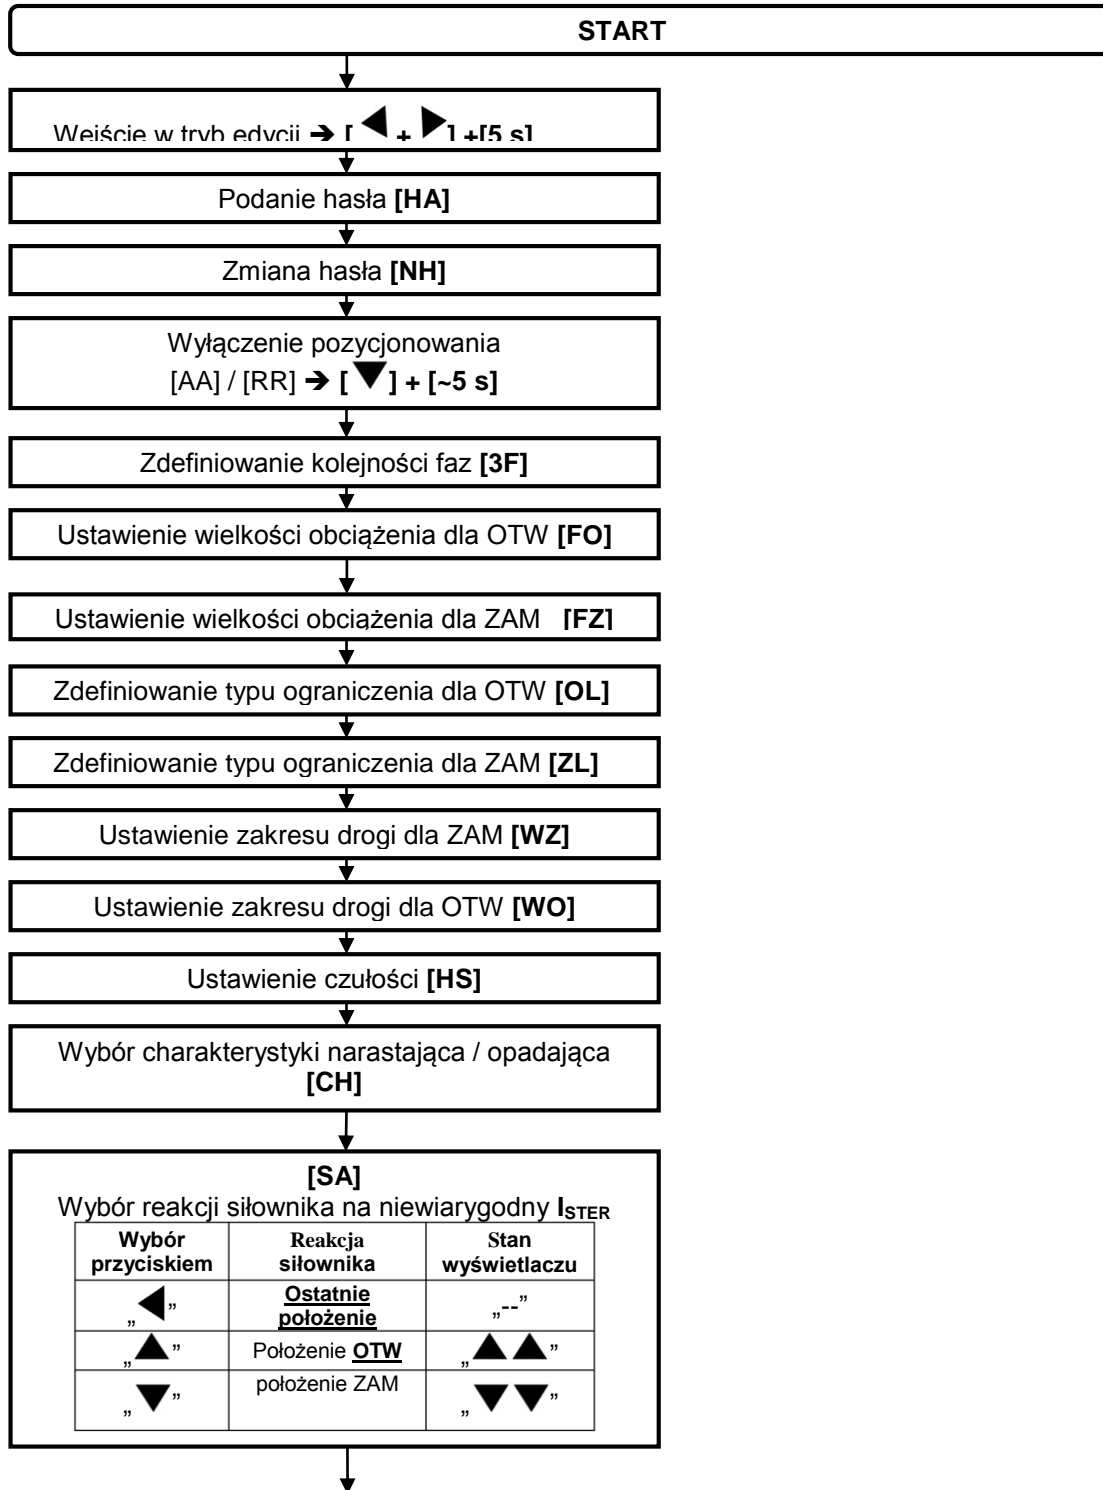 START
Wejście w tryb edycji ➔ [ ◀ + ▶ ] +[5 s]
Podanie hasła [HA]
Zmiana hasła [NH]
Wyłączenie pozycjonowania
[AA] / [RR] ➔ [ ▼ ] + [~5 s]
Zdefiniowanie kolejności faz [3F]
Ustawienie wielkości obciążenia dla OTW [FO]
Ustawienie wielkości obciążenia dla ZAM [FZ]
Zdefiniowanie typu ograniczenia dla OTW [OL]
Zdefiniowanie typu ograniczenia dla ZAM [ZL]
Ustawienie zakresu drogi dla ZAM [WZ]
Ustawienie zakresu drogi dla OTW [WO]
Ustawienie czułości [HS]
Wybór charakterystyki narastająca / opadająca
[CH]
[SA]
Wybór reakcji siłownika na niewiarygodny ISTER
Wybór przyciskiem Reakcja siłownika Stan wyświetlaczu
„◀” Ostatnie położenie „--”
„▲” Położenie OTW „▲▲”
„▼” położenie ZAM „▼▼”